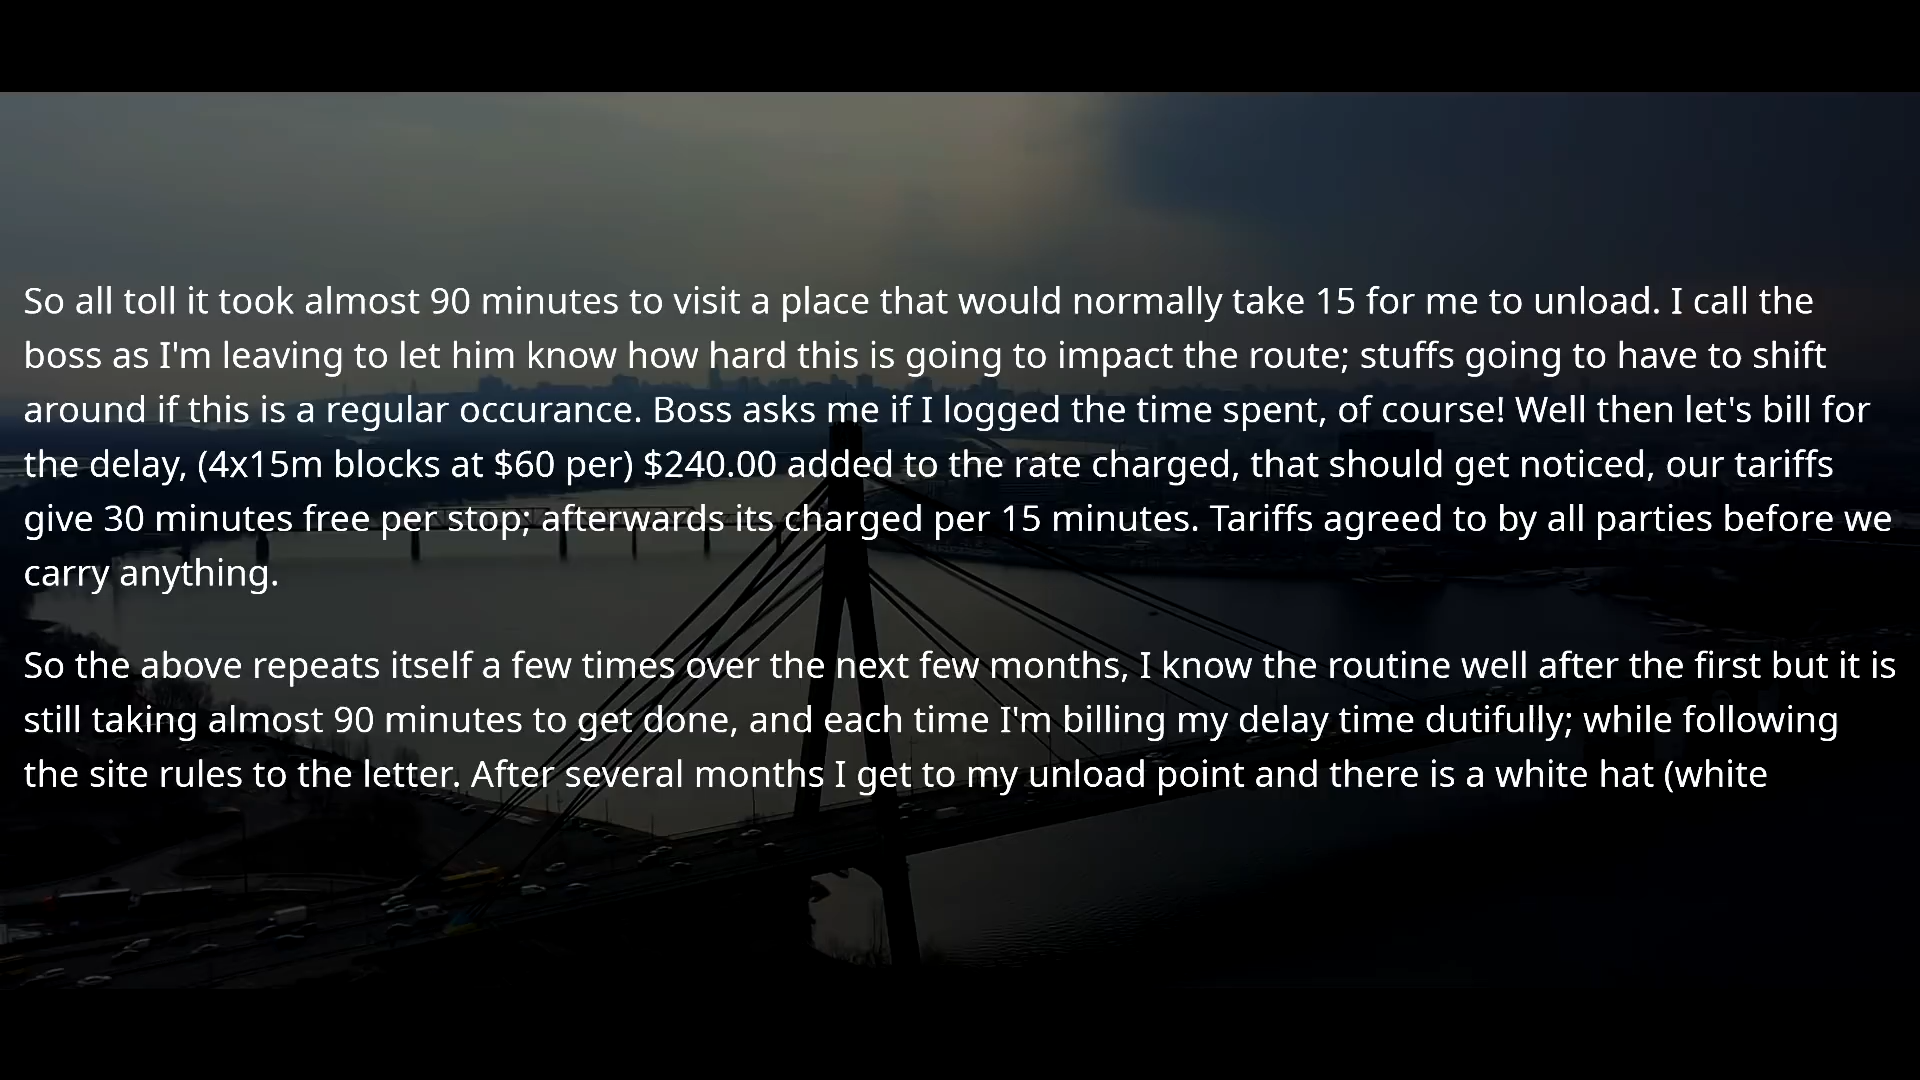 So all toll it took almost 90 minutes to visit a place that would normally take 15 for me to unload. I call the
boss as I'm leaving to let him know how hard this is going to impact the route; stuffs going to have to shift
around if this is a regular occurance. Boss asks me if I logged the time spent, of course! Well then let's bill for
the delay, (4x15m blocks at $60 per) $240.00 added to the rate charged, that should get noticed, our tariffs
give 30 minutes free per stop; afterwards its charged per 15 minutes. Tariffs agreed to by all parties before we
carry anything.
So the above repeats itself a few times over the next few months, I know the routine well after the first but it is
still taking almost 90 minutes to get done, and each time I'm billing my delay time dutifully; while following
the site rules to the letter. After several months I get to my unload point and there is a white hat (white